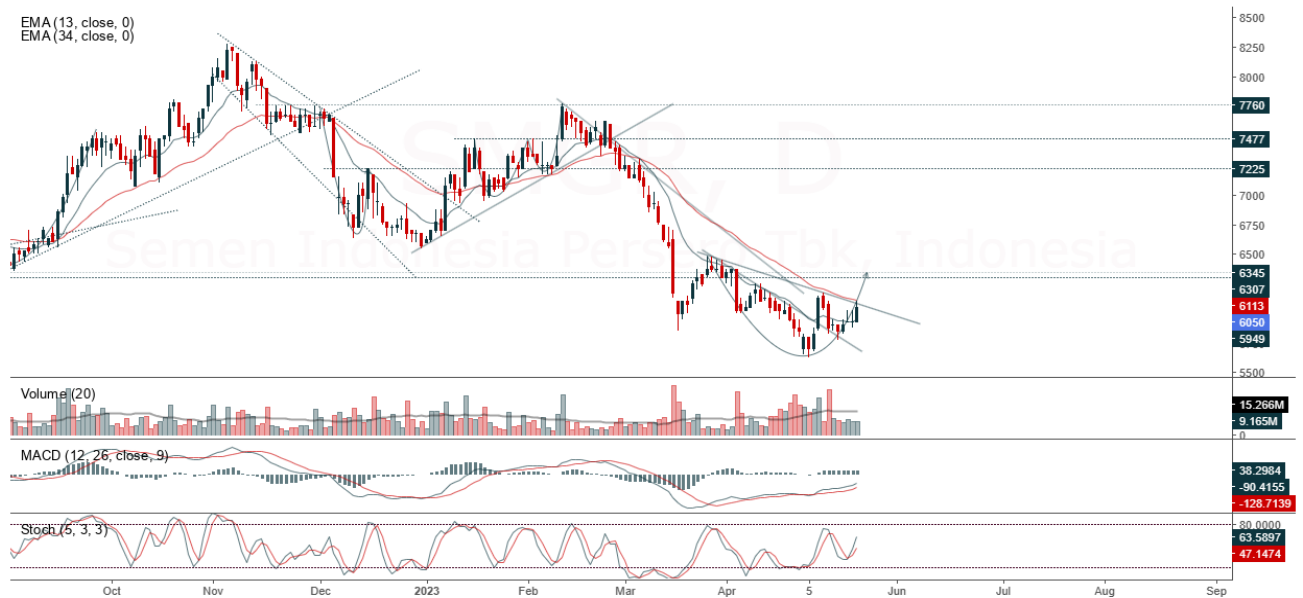 EMA (13, close, 0)
EMA (34, close, 0)
SMGR, D
Semen Indonesia Persero Tbk, Indonesia
8500
8250
8000
7760
7477
7225
7000
6750
6500
6345
6307
6113
6050
5949
5500
Volume (20)
15.266M
9.165M
0
MACD (12, 26, close, 9)
38.2984
-90.4155
-128.7139
Stoch (5, 3, 3)
80.0000
63.5897
47.1474
Oct
Nov
Dec
2023
Feb
Mar
Apr
5
Jun
Jul
Aug
Sep